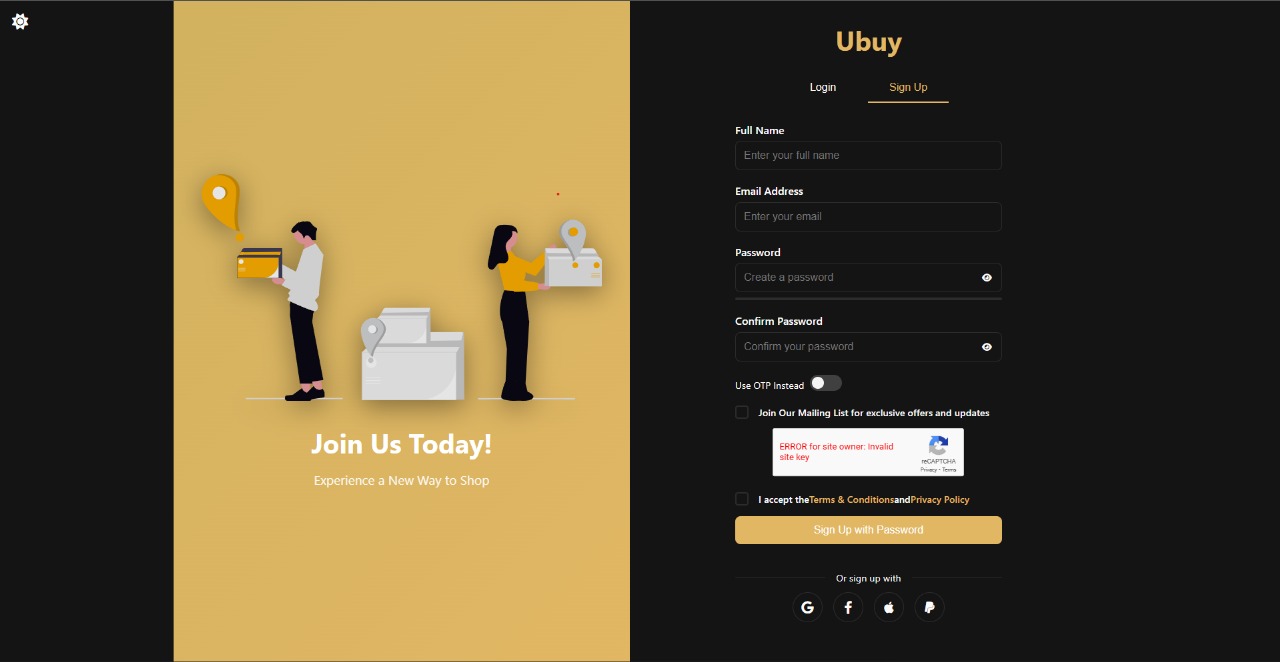 Join Us Today!
Experience a New Way to Shop
Ubuy
Login
Sign Up
Full Name
Enter your full name
Email Address
Enter your email
Password
Create a password
Confirm Password
Confirm your password
Use OTP Instead
Join Our Mailing List for exclusive offers and updates
ERROR for site owner: Invalid
site key
reCAPTCHA
Privacy - Terms
I accept theTerms & ConditionsandPrivacy Policy
Sign Up with Password
Or sign up with